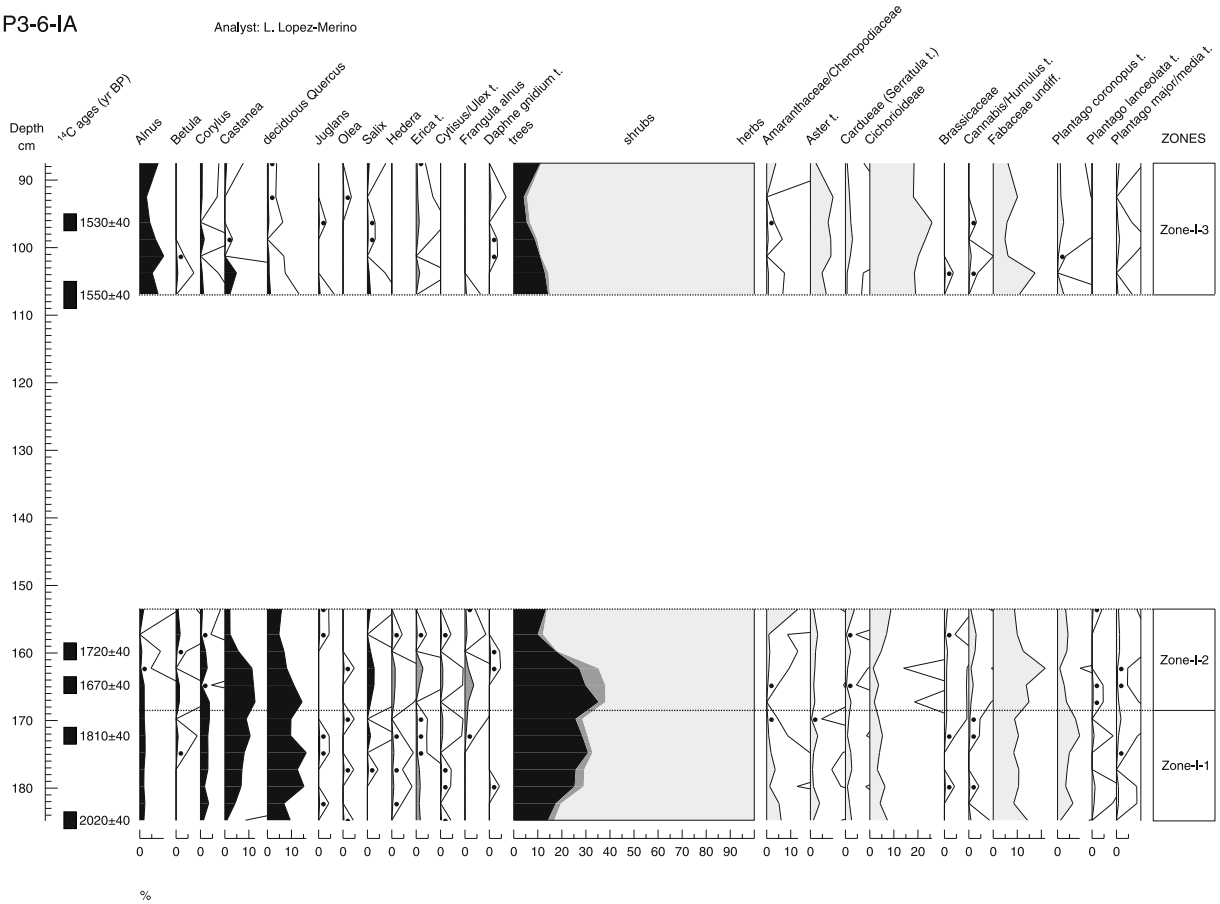 P3-6-IA
Analyst: L. Lopez-Merino
Depth
cm
¹⁴C ages (yr BP)
Alnus
Betula
Corylus
Castanea
deciduous Quercus
Juglans
Olea
Salix
Hedera
Erica t.
Cytisus/Ulex t.
Frangula alnus
Daphne gnidium t.
trees
shrubs
herbs
Amaranthaceae/Chenopodiaceae
Aster t.
Cardueae (Serratula t.)
Cichorioideae
Brassicaceae
Cannabis/Humulus t.
Fabaceae undiff.
Plantago coronopus t.
Plantago lanceolata t.
Plantago major/media t.
ZONES
90
1530±40
Zone-I-3
100
1550±40
110
120
130
140
150
160
1720±40
Zone-I-2
1670±40
170
1810±40
Zone-I-1
180
2020±40
0 0 0 0 10 0 10 0 0 0 0 0 0 0 0 0 10 20 30 40 50 60 70 80 90 0 10 0 0 0 20 0 0 0 10 0 0 0
%